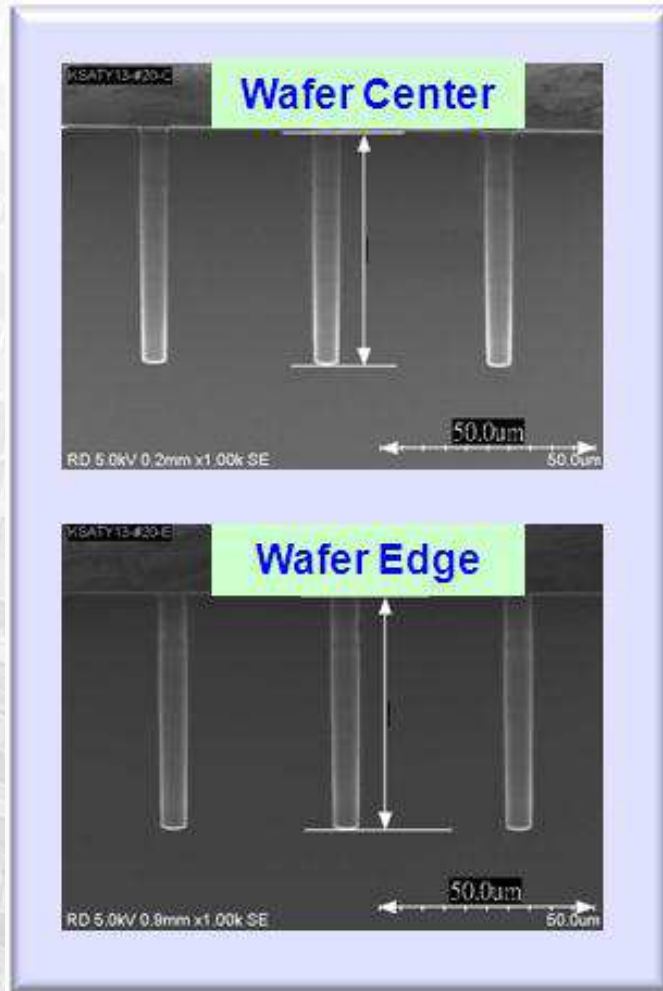 KSATY13-#20-C
Wafer Center
50.0um
RD 5.0kV 0.2mm x1.00k SE
50.0um
KSATY13-#20-E
Wafer Edge
50.0um
RD 5.0kV 0.9mm x1.00k SE
50.0um